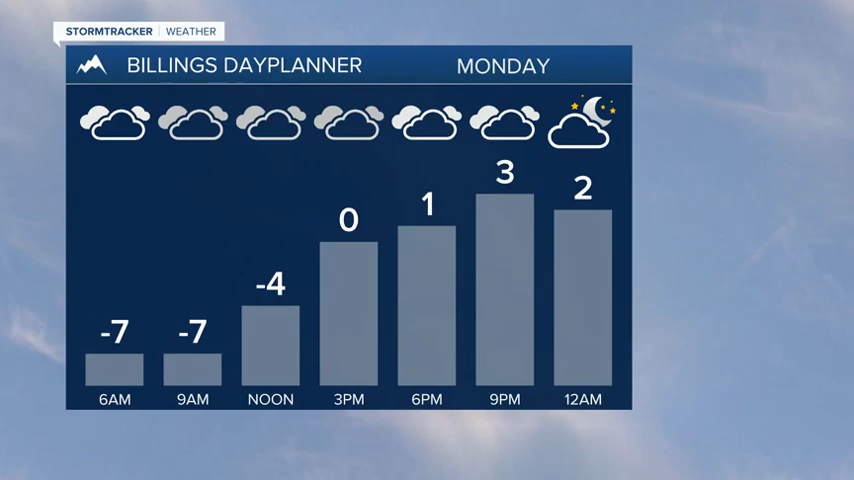 STORMTRACKER WEATHER
BILLINGS DAYPLANNER MONDAY
-7 -7 -4 0 1 3 2
6AM 9AM NOON 3PM 6PM 9PM 12AM